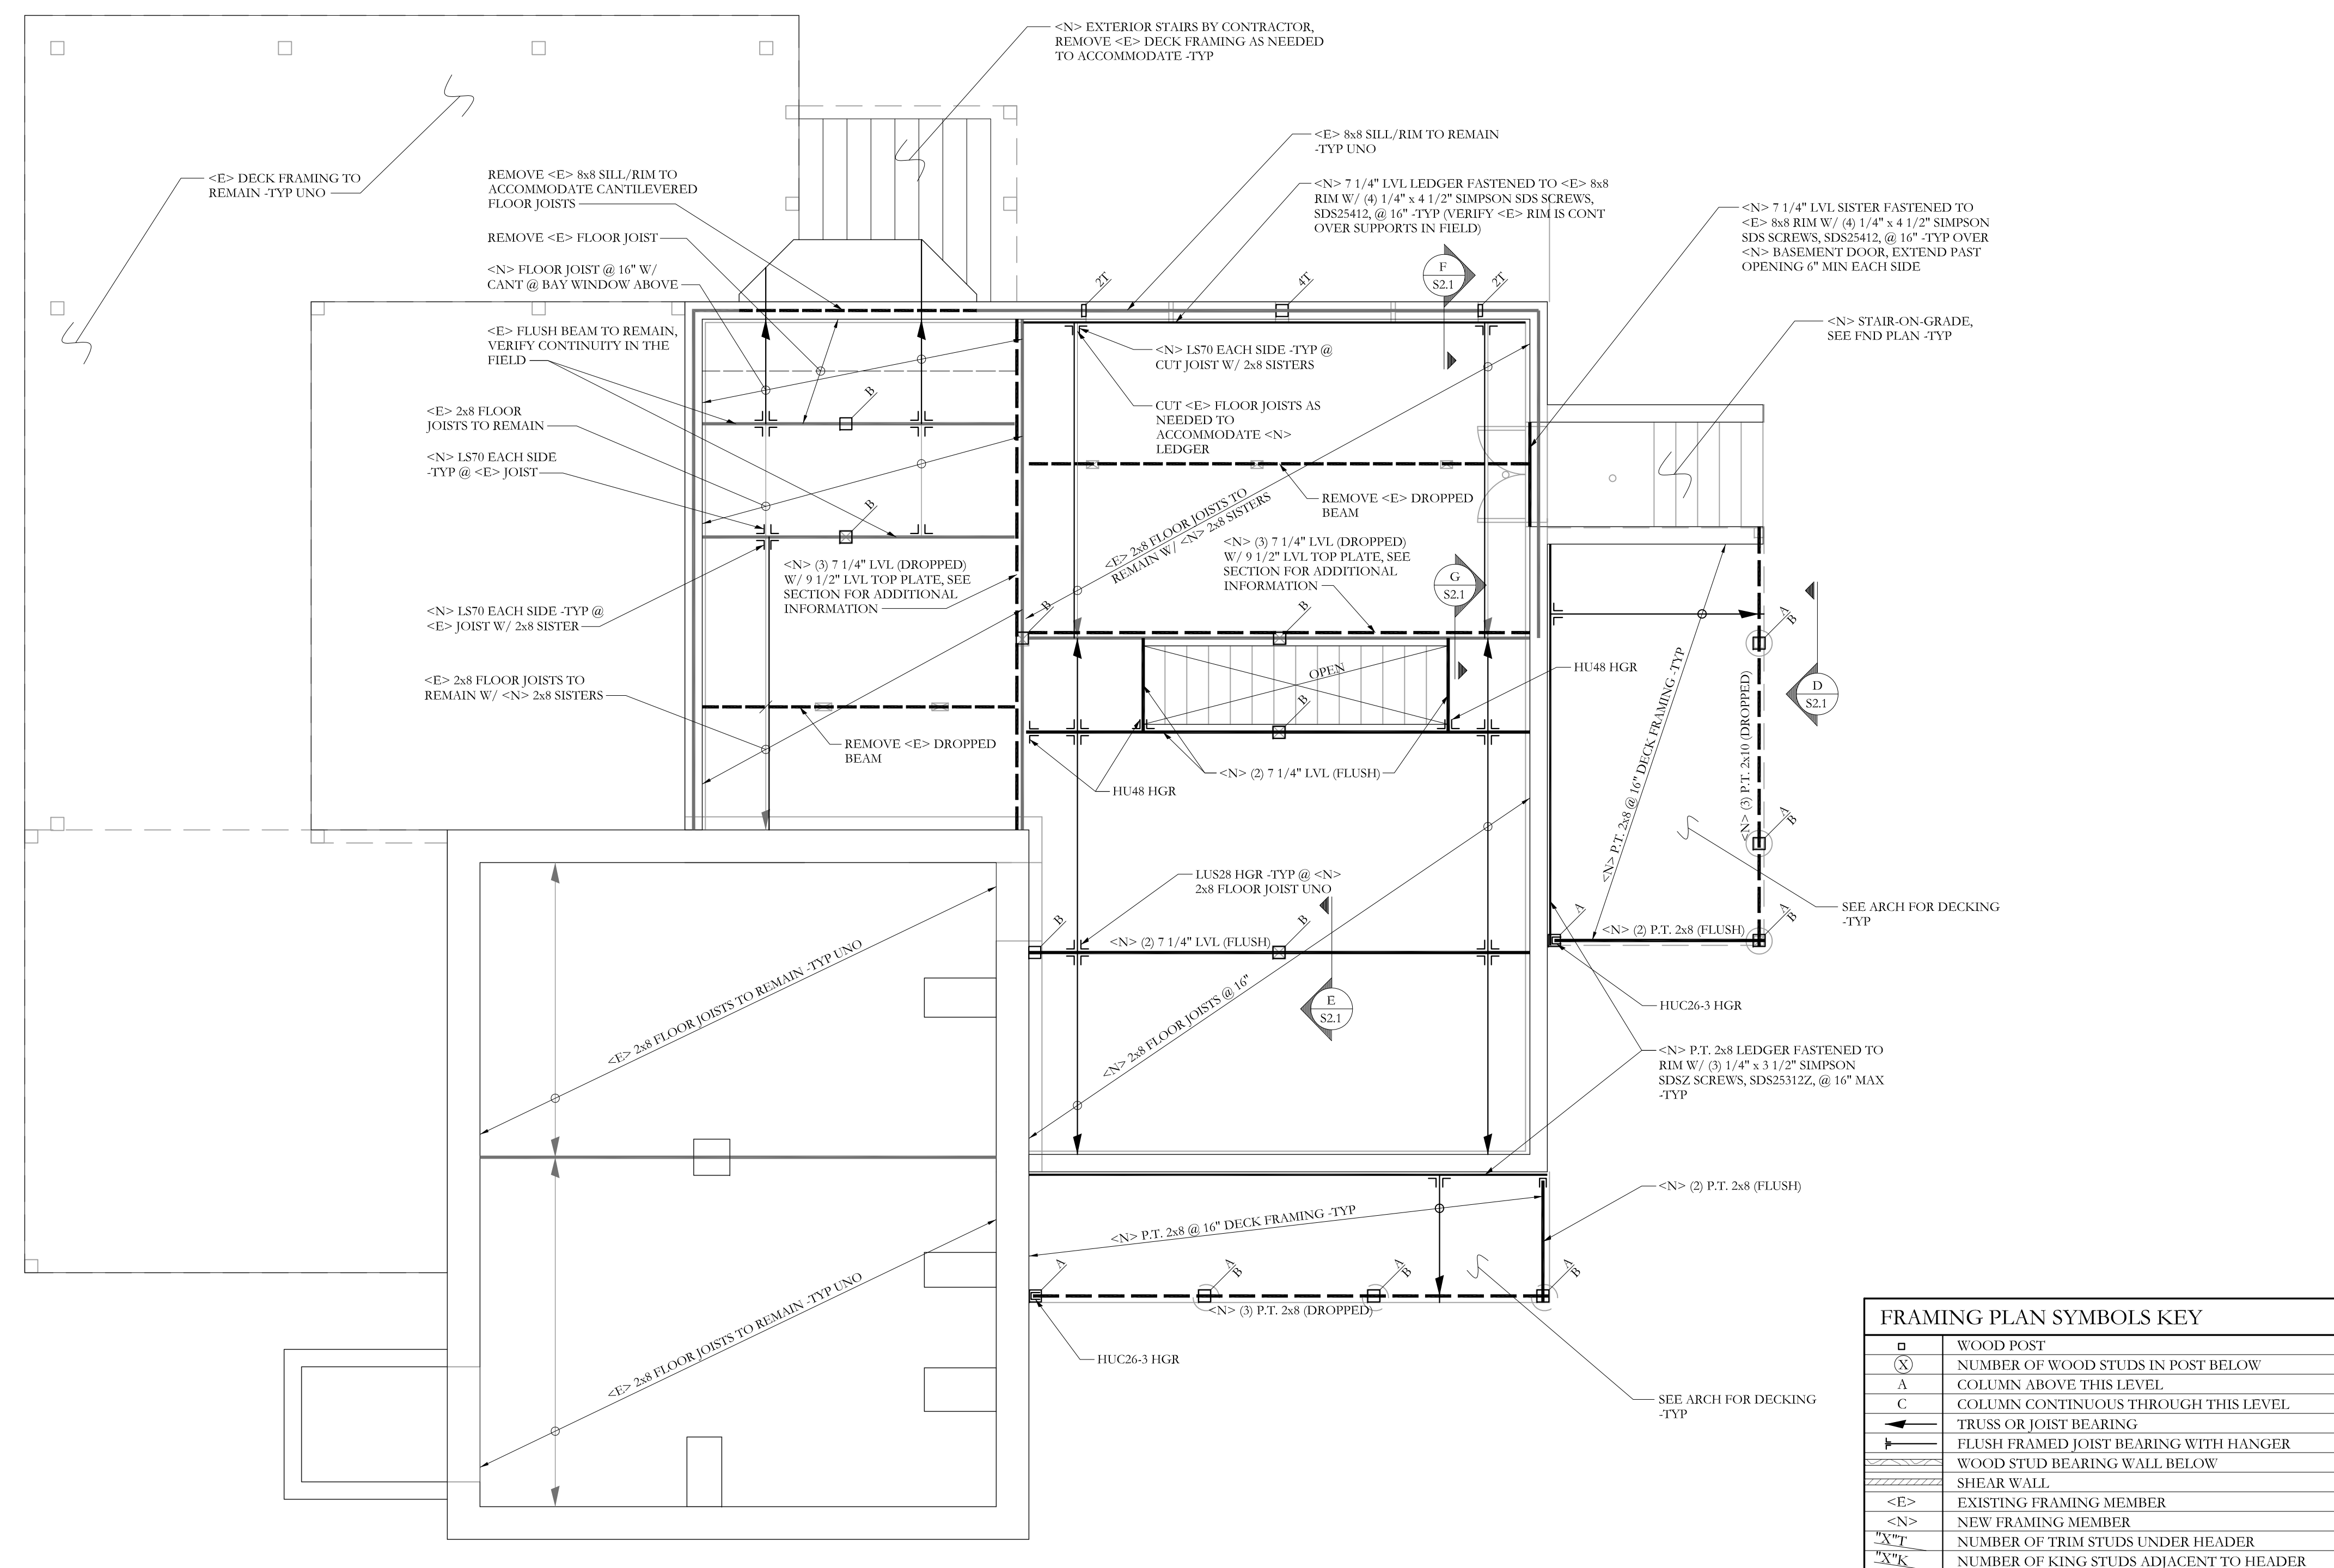 <N> EXTERIOR STAIRS BY CONTRACTOR,
REMOVE <E> DECK FRAMING AS NEEDED
TO ACCOMMODATE -TYP
<E> 8x8 SILL/RIM TO REMAIN
-TYP UNO
<E> DECK FRAMING TO
REMAIN -TYP UNO
REMOVE <E> 8x8 SILL/RIM TO
ACCOMMODATE CANTILEVERED
FLOOR JOISTS
<N> 7 1/4" LVL LEDGER FASTENED TO <E> 8x8
RIM W/ (4) 1/4" x 4 1/2" SIMPSON SDS SCREWS,
SDS25412, @ 16" -TYP (VERIFY <E> RIM IS CONT
OVER SUPPORTS IN FIELD)
<N> 7 1/4" LVL SISTER FASTENED TO
<E> 8x8 RIM W/ (4) 1/4" x 4 1/2" SIMPSON
SDS SCREWS, SDS25412, @ 16" -TYP OVER
<N> BASEMENT DOOR, EXTEND PAST
OPENING 6" MIN EACH SIDE
REMOVE <E> FLOOR JOIST
<N> FLOOR JOIST @ 16" W/
CANT @ BAY WINDOW ABOVE
2T
4T
2T
F
S2.1
<E> FLUSH BEAM TO REMAIN,
VERIFY CONTINUITY IN THE
FIELD
<N> STAIR-ON-GRADE,
SEE FND PLAN -TYP
<N> LS70 EACH SIDE -TYP @
CUT JOIST W/ 2x8 SISTERS
B
<E> 2x8 FLOOR
JOISTS TO REMAIN
CUT <E> FLOOR JOISTS AS
NEEDED TO
ACCOMMODATE <N>
LEDGER
<N> LS70 EACH SIDE
-TYP @ <E> JOIST
B
REMOVE <E> DROPPED
BEAM
<E> 2x8 FLOOR JOISTS TO
REMAIN W/ <N> 2x8 SISTERS
<N> (3) 7 1/4" LVL (DROPPED)
W/ 9 1/2" LVL TOP PLATE, SEE
SECTION FOR ADDITIONAL
INFORMATION
<N> (3) 7 1/4" LVL (DROPPED)
W/ 9 1/2" LVL TOP PLATE, SEE
SECTION FOR ADDITIONAL
INFORMATION
G
S2.1
<N> LS70 EACH SIDE -TYP @
<E> JOIST W/ 2x8 SISTER
B
B
A
B
OPEN
HU48 HGR
<E> 2x8 FLOOR JOISTS TO
REMAIN W/ <N> 2x8 SISTERS
B
D
S2.1
<N> P.T. 2x8 @ 16" DECK FRAMING -TYP
<N> (3) P.T. 2x10 (DROPPED)
REMOVE <E> DROPPED
BEAM
<N> (2) 7 1/4" LVL (FLUSH)
HU48 HGR
A
B
LUS28 HGR -TYP @ <N>
2x8 FLOOR JOIST UNO
SEE ARCH FOR DECKING
-TYP
B
<N> (2) 7 1/4" LVL (FLUSH)
B
A
<N> (2) P.T. 2x8 (FLUSH)
A
B
<E> 2x8 FLOOR JOISTS TO REMAIN -TYP UNO
<N> 2x8 FLOOR JOISTS @ 16"
E
S2.1
HUC26-3 HGR
<N> P.T. 2x8 LEDGER FASTENED TO
RIM W/ (3) 1/4" x 3 1/2" SIMPSON
SDSZ SCREWS, SDS25312Z, @ 16" MAX
-TYP
<N> (2) P.T. 2x8 (FLUSH)
<N> P.T. 2x8 @ 16" DECK FRAMING -TYP
A
A
B
A
B
A
B
<N> (3) P.T. 2x8 (DROPPED)
<E> 2x8 FLOOR JOISTS TO REMAIN -TYP UNO
HUC26-3 HGR
SEE ARCH FOR DECKING
-TYP
FRAMING PLAN SYMBOLS KEY
WOOD POST
X NUMBER OF WOOD STUDS IN POST BELOW
A COLUMN ABOVE THIS LEVEL
C COLUMN CONTINUOUS THROUGH THIS LEVEL
TRUSS OR JOIST BEARING
FLUSH FRAMED JOIST BEARING WITH HANGER
WOOD STUD BEARING WALL BELOW
SHEAR WALL
<E> EXISTING FRAMING MEMBER
<N> NEW FRAMING MEMBER
"X"T NUMBER OF TRIM STUDS UNDER HEADER
"X"K NUMBER OF KING STUDS ADJACENT TO HEADER